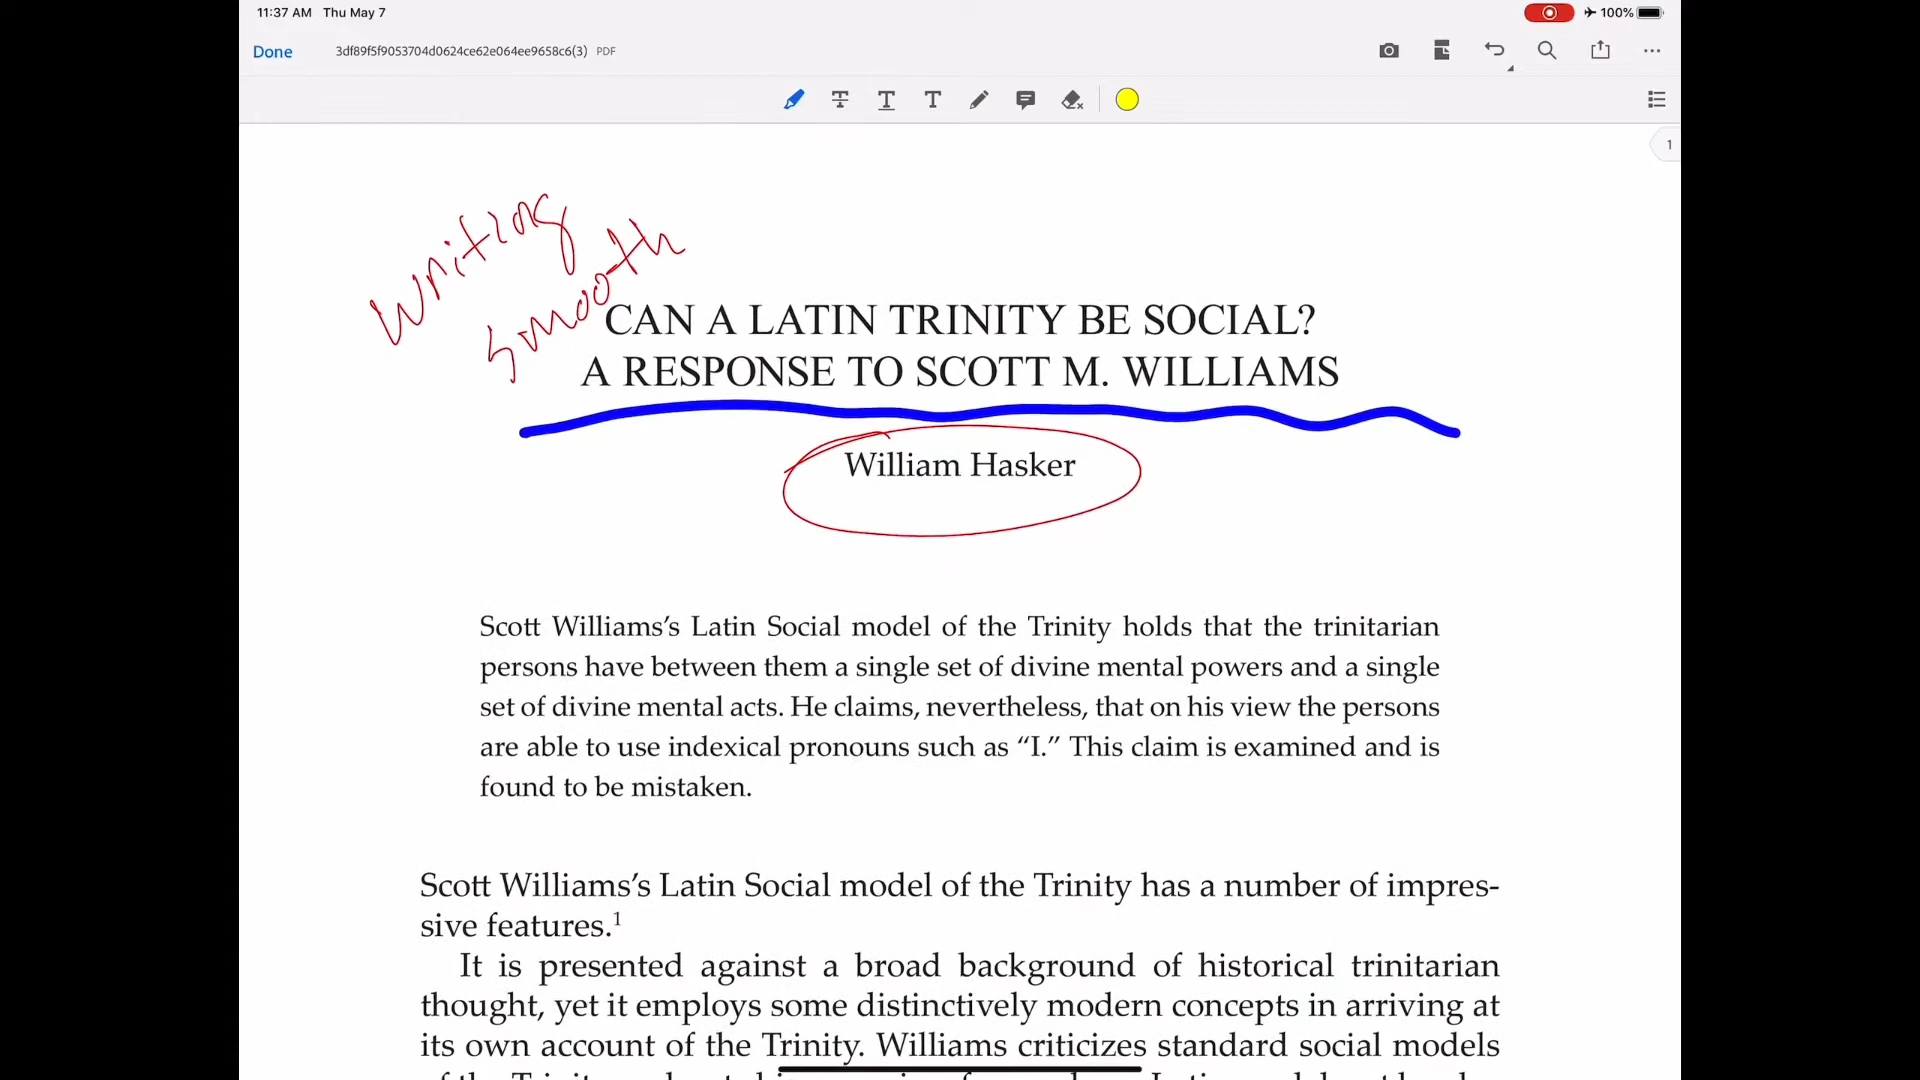 11:37 AM Thu May 7
100%
Done
3df89f5f9053704d0624ce62e064ee9658c6(3) PDF
T T T
1
Writing
smooth
CAN A LATIN TRINITY BE SOCIAL?
A RESPONSE TO SCOTT M. WILLIAMS
William Hasker
Scott Williams’s Latin Social model of the Trinity holds that the trinitarian
persons have between them a single set of divine mental powers and a single
set of divine mental acts. He claims, nevertheless, that on his view the persons
are able to use indexical pronouns such as “I.” This claim is examined and is
found to be mistaken.
Scott Williams’s Latin Social model of the Trinity has a number of impres-
sive features.1
It is presented against a broad background of historical trinitarian
thought, yet it employs some distinctively modern concepts in arriving at
its own account of the Trinity. Williams criticizes standard social models